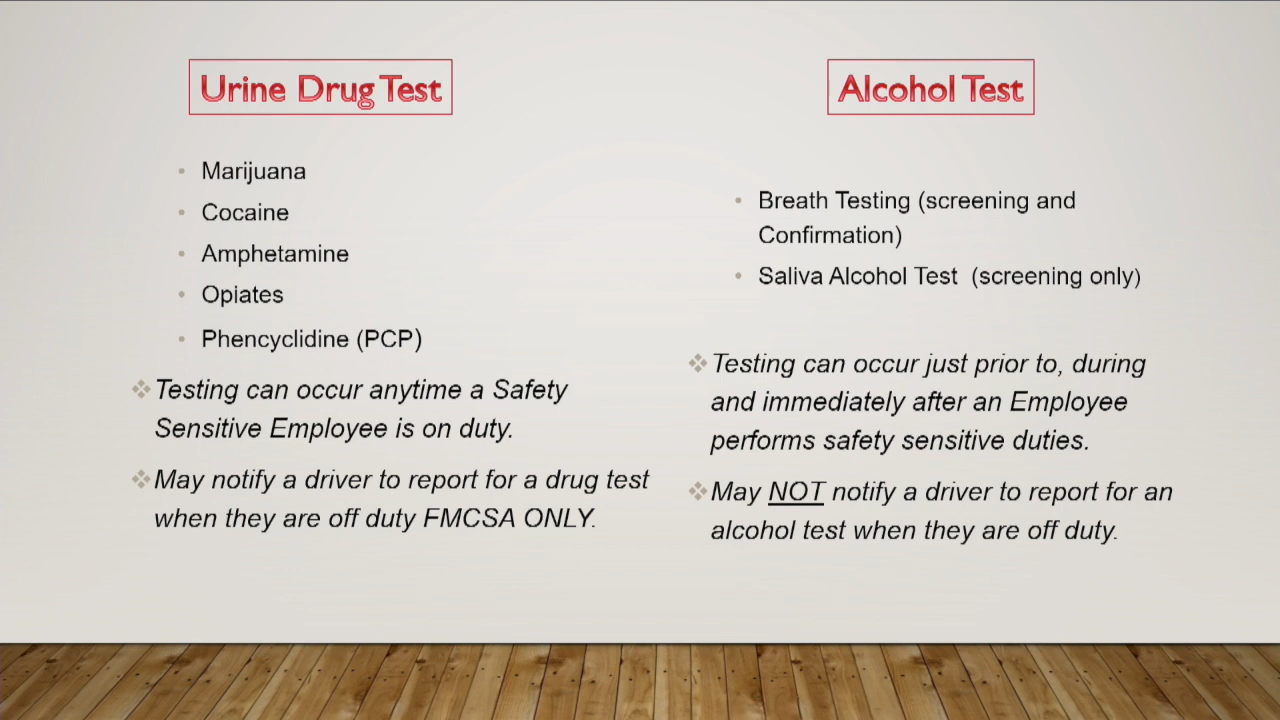 Urine Drug Test
Marijuana
Cocaine
Amphetamine
Opiates
Phencyclidine (PCP)
Testing can occur anytime a Safety
Sensitive Employee is on duty.
May notify a driver to report for a drug test
when they are off duty FMCSA ONLY.
Alcohol Test
Breath Testing (screening and
Confirmation)
Saliva Alcohol Test (screening only)
Testing can occur just prior to, during
and immediately after an Employee
performs safety sensitive duties.
May NOT notify a driver to report for an
alcohol test when they are off duty.